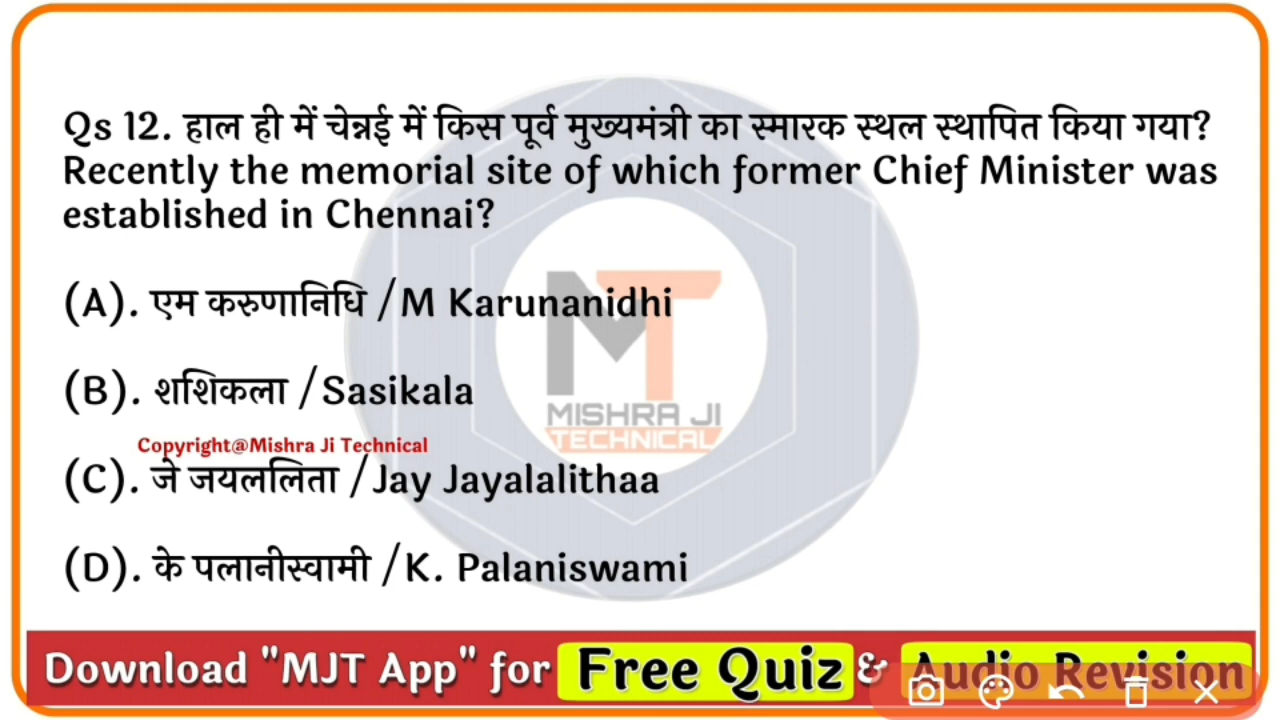 Qs 12. हाल ही में चेन्नई में किस पूर्व मुख्यमंत्री का स्मारक स्थल स्थापित किया गया?
Recently the memorial site of which former Chief Minister was
established in Chennai?
(A). एम करुणानिधि /M Karunanidhi
(B). शशिकला /Sasikala
MISHRA JI
TECHNICAL
Copyright@Mishra Ji Technical
(C). जे जयललिता /Jay Jayalalithaa
(D). के पलानीस्वामी /K. Palaniswami
Download "MJT App" for Free Quiz & Audio Revision